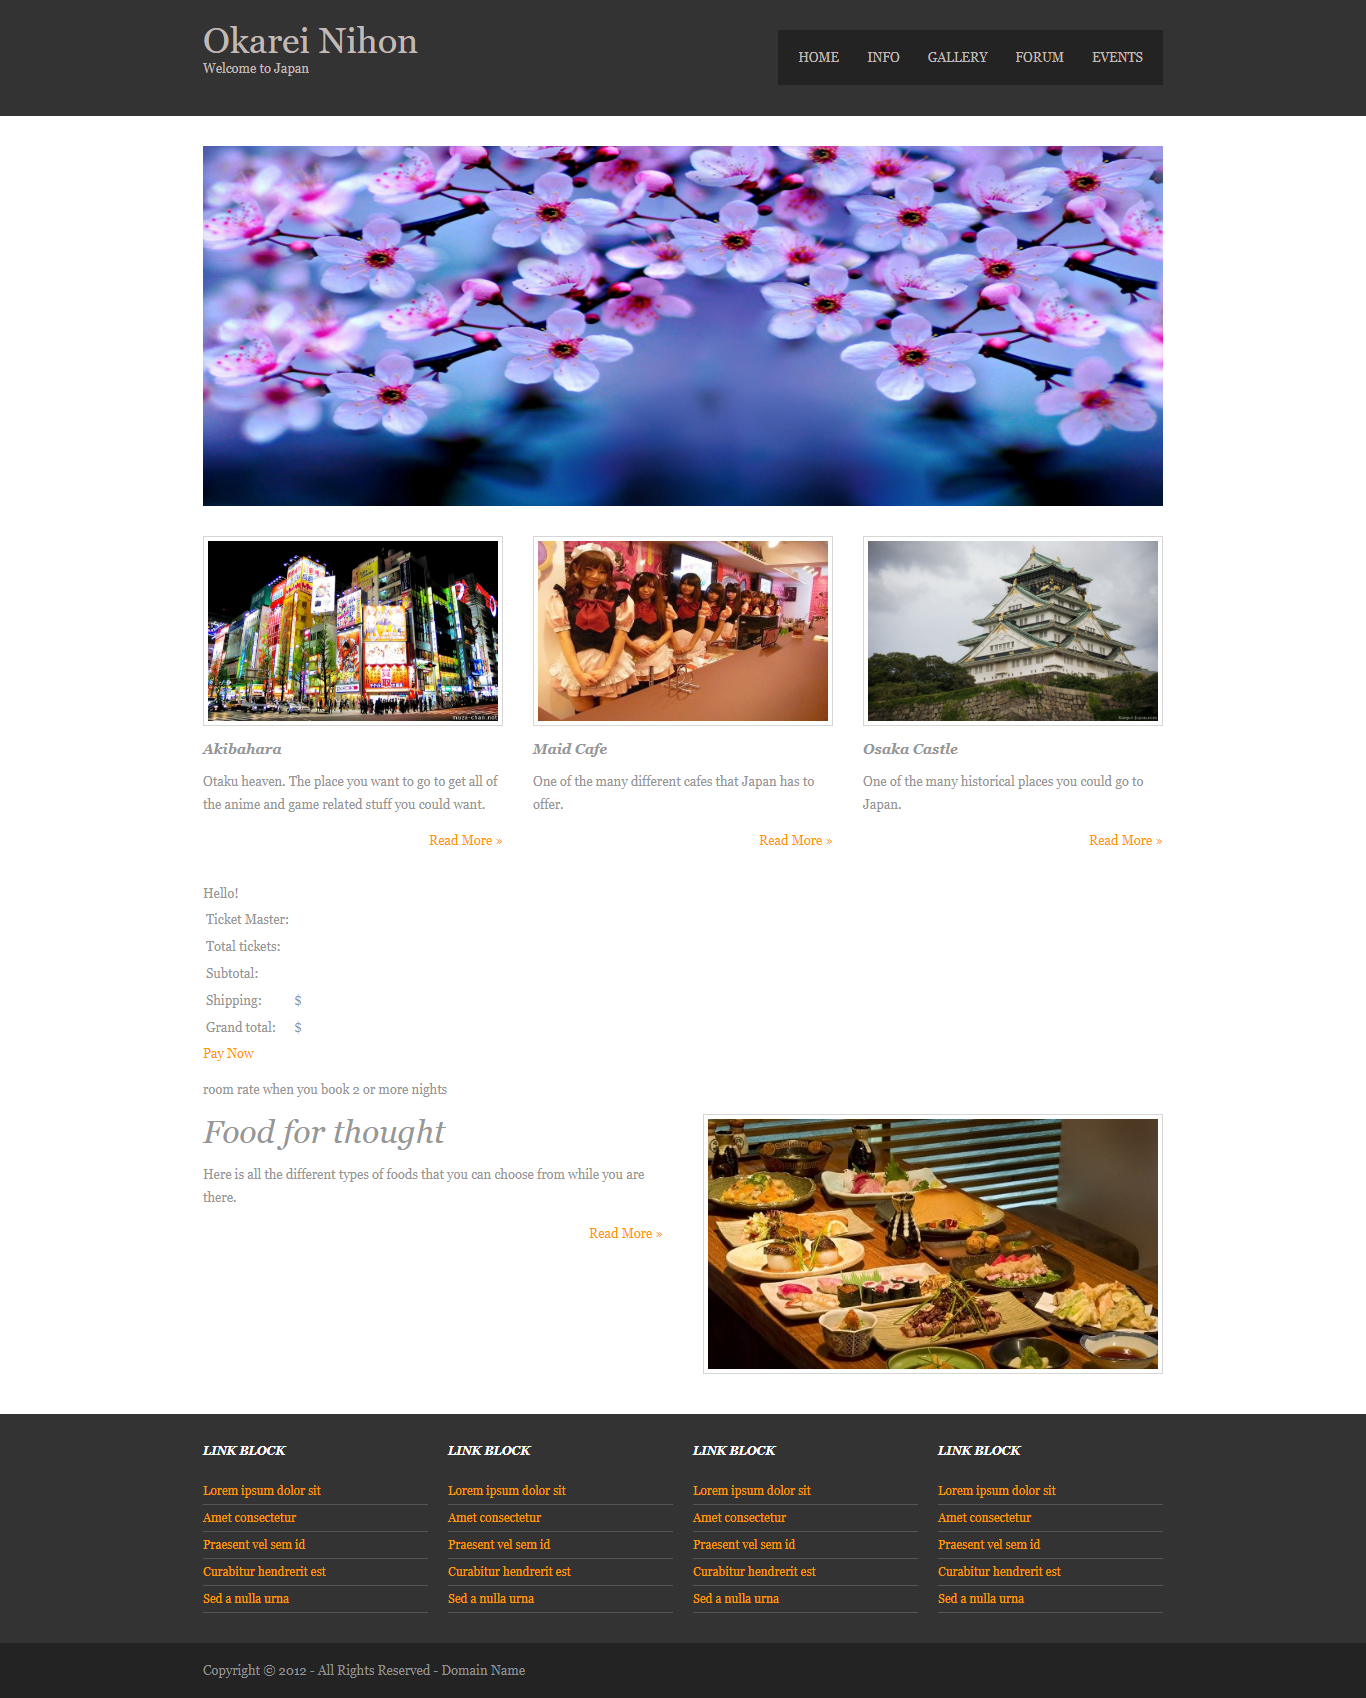 Okarei Nihon
Welcome to Japan
HOME INFO GALLERY FORUM EVENTS
muza-chan.net
Akibahara
Otaku heaven. The place you want to go to get all of
the anime and game related stuff you could want.
Read More »
Maid Cafe
One of the many different cafes that Japan has to
offer.
Read More »
Osaka Castle
One of the many historical places you could go to
Japan.
Read More »
Hello!
Ticket Master:
Total tickets:
Subtotal:
Shipping: $
Grand total: $
Pay Now
room rate when you book 2 or more nights
Food for thought
Here is all the different types of foods that you can choose from while you are
there.
Read More »
LINK BLOCK
Lorem ipsum dolor sit
Amet consectetur
Praesent vel sem id
Curabitur hendrerit est
Sed a nulla urna
LINK BLOCK
Lorem ipsum dolor sit
Amet consectetur
Praesent vel sem id
Curabitur hendrerit est
Sed a nulla urna
LINK BLOCK
Lorem ipsum dolor sit
Amet consectetur
Praesent vel sem id
Curabitur hendrerit est
Sed a nulla urna
LINK BLOCK
Lorem ipsum dolor sit
Amet consectetur
Praesent vel sem id
Curabitur hendrerit est
Sed a nulla urna
Copyright © 2012 - All Rights Reserved - Domain Name